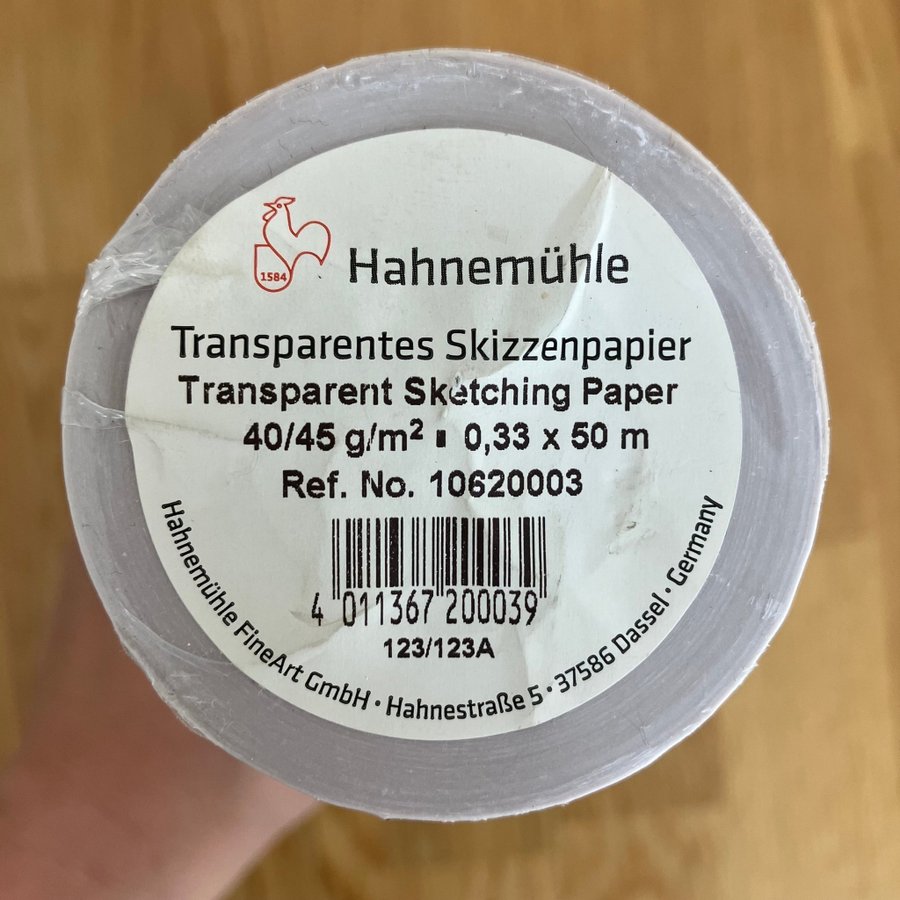 1584
Hahnemühle
Transparentes Skizzenpapier
Transparent Sketching Paper
40/45 g/m² ▪ 0,33 x 50 m
Ref. No. 10620003
4 011367 200039
123/123A
Hahnemühle FineArt GmbH • Hahnestraße 5 • 37586 Dassel • Germany